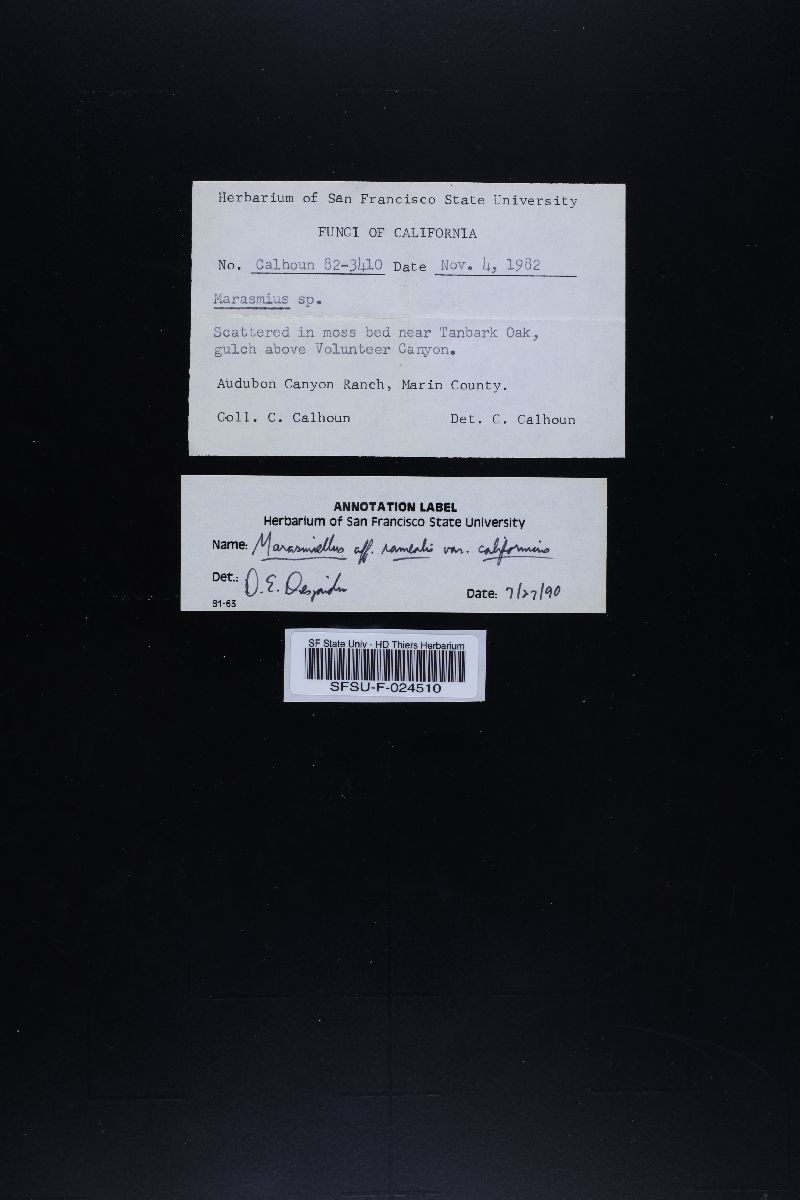 Herbarium of San Francisco State University
FUNGI OF CALIFORNIA
No. Calhoun 82-3410 Date Nov. 4, 1982
Marasmius sp.
Scattered in moss bed near Tanbark Oak,
gulch above Volunteer Canyon.
Audubon Canyon Ranch, Marin County.
Coll. C. Calhoun Det. C. Calhoun
ANNOTATION LABEL
Herbarium of San Francisco State University
Name: Marasmiellus aff. ramealis var. californicus
Det.: D. E. Desjardin
Date: 7/27/90
91-63
SF State Univ - HD Thiers Herbarium
SFSU-F-024510